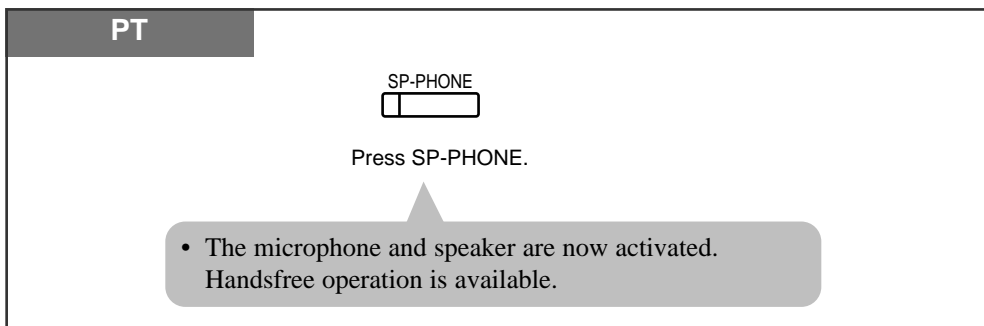 PT
SP-PHONE
Press SP-PHONE.
• The microphone and speaker are now activated.
Handsfree operation is available.